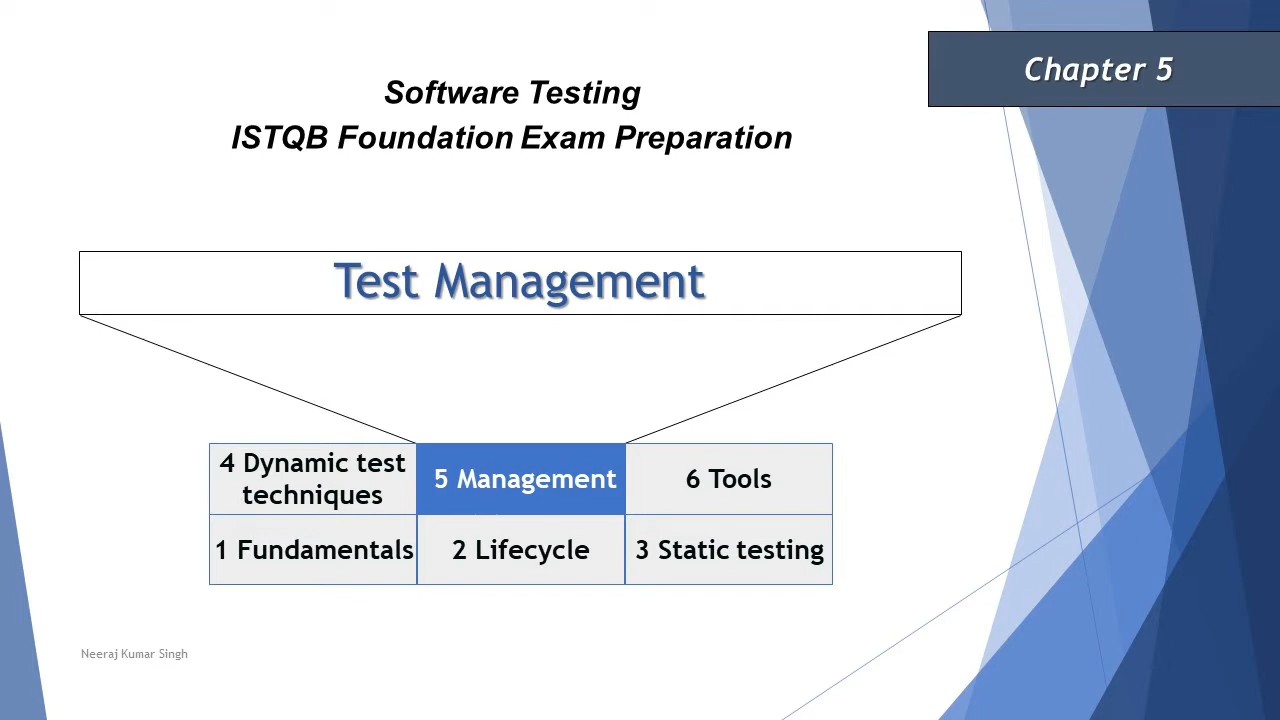 Chapter 5
Software Testing
ISTQB Foundation Exam Preparation
Test Management
4 Dynamic test
techniques
5 Management
6 Tools
1 Fundamentals
2 Lifecycle
3 Static testing
Neeraj Kumar Singh